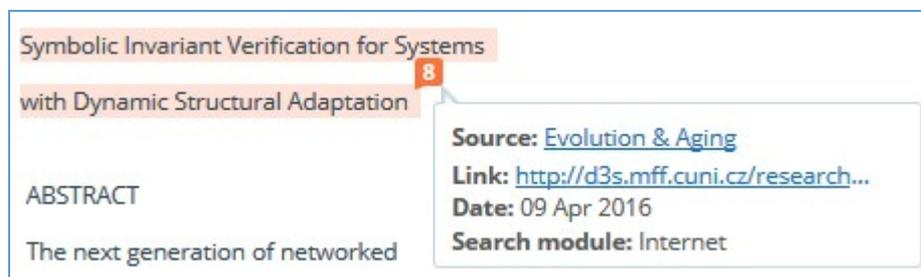 Symbolic Invariant Verification for Systems
8
with Dynamic Structural Adaptation
Source: Evolution & Aging
Link: http://d3s.mff.cuni.cz/research...
Date: 09 Apr 2016
Search module: Internet
ABSTRACT
The next generation of networked